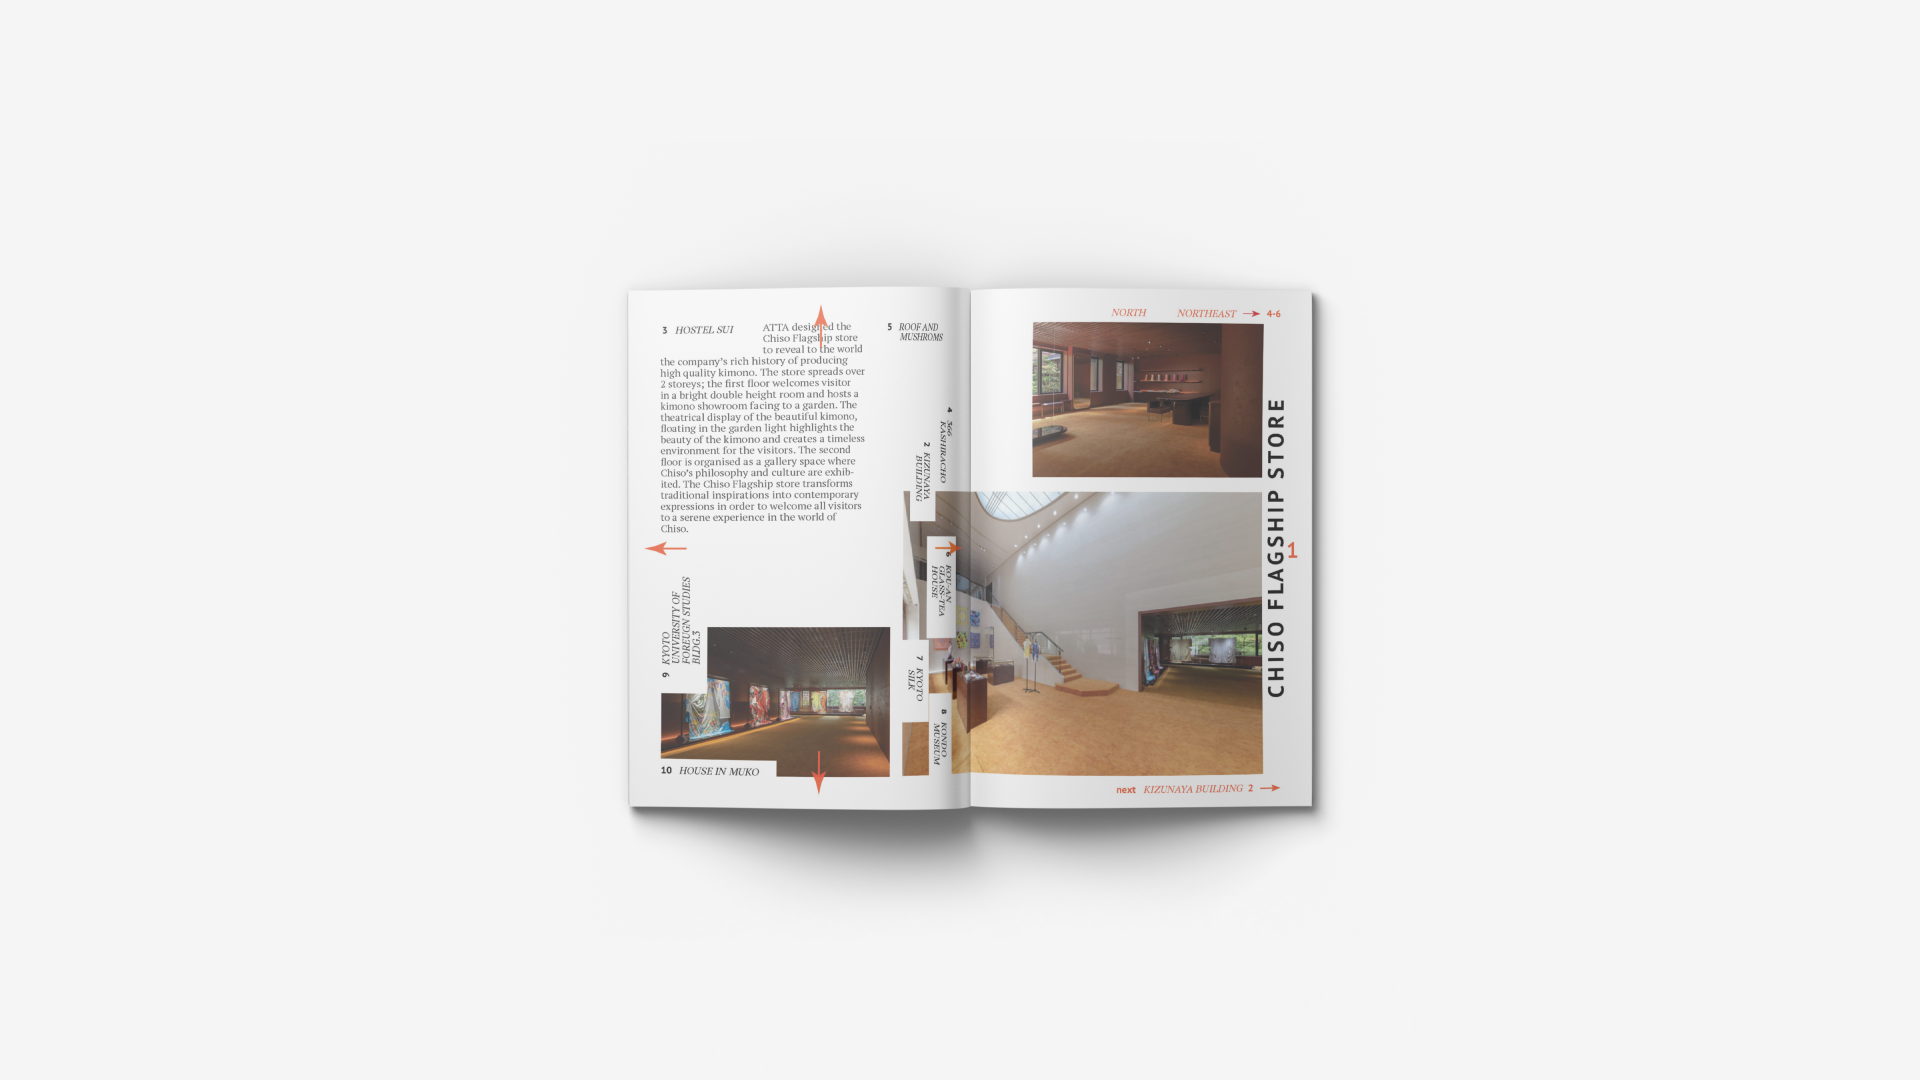 3 HOSTEL SUI
ATTA designed the
Chiso Flagship store
to reveal to the world
the company's rich history of producing
high quality kimono. The store spreads over
2 storeys; the first floor welcomes visitor
in a bright double height room and hosts a
kimono showroom facing to a garden. The
theatrical display of the beautiful kimono,
floating in the garden light highlights the
beauty of the kimono and creates a timeless
environment for the visitors. The second
floor is organised as a gallery space where
Chiso's philosophy and culture are exhib-
ited. The Chiso Flagship store transforms
traditional inspirations into contemporary
expressions in order to welcome all visitors
to a serene experience in the world of
Chiso.
5 ROOF AND
MUSHROMS
4 366
KASHIRACHO
2 KIZUNAYA
BUILDING
6 KOU-AN
GLASS-TEA
HOUSE
7 KYOTO
SILK
8 KONDO
MUSEUM
9 KYOTO
UNIVERSITY OF
FOREUGN STUDIES
BLDG.3
10 HOUSE IN MUKO
NORTH NORTHEAST → 4-6
CHISO FLAGSHIP STORE
1
next KIZUNAYA BUILDING 2 →